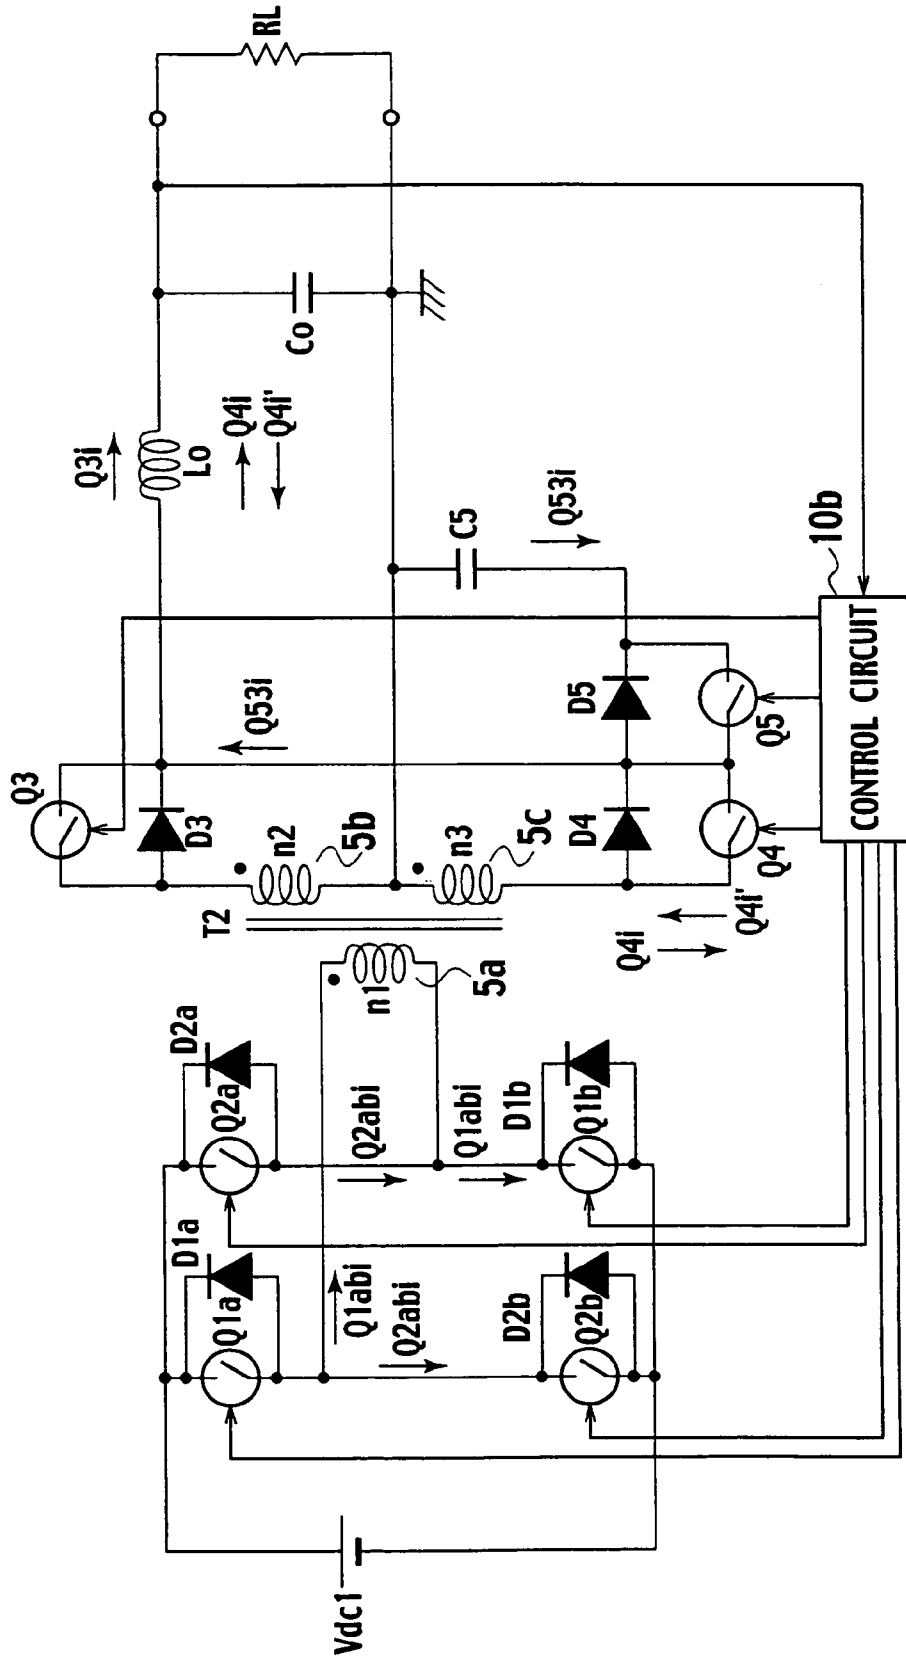 Vdc1
Q1a
D1a
Q2a
D2a
Q1abi
Q2abi
Q2abi
Q1abi
D2b
Q2b
D1b
Q1b
n1
5a
T2
n2
5b
n3
5c
Q3
D3
Q53i
D4
D5
Q4i
Q4i'
Q4
Q5
Q3i
Lo
Q4i
Q4i'
C5
Q53i
Co
RL
10b
CONTROL CIRCUIT